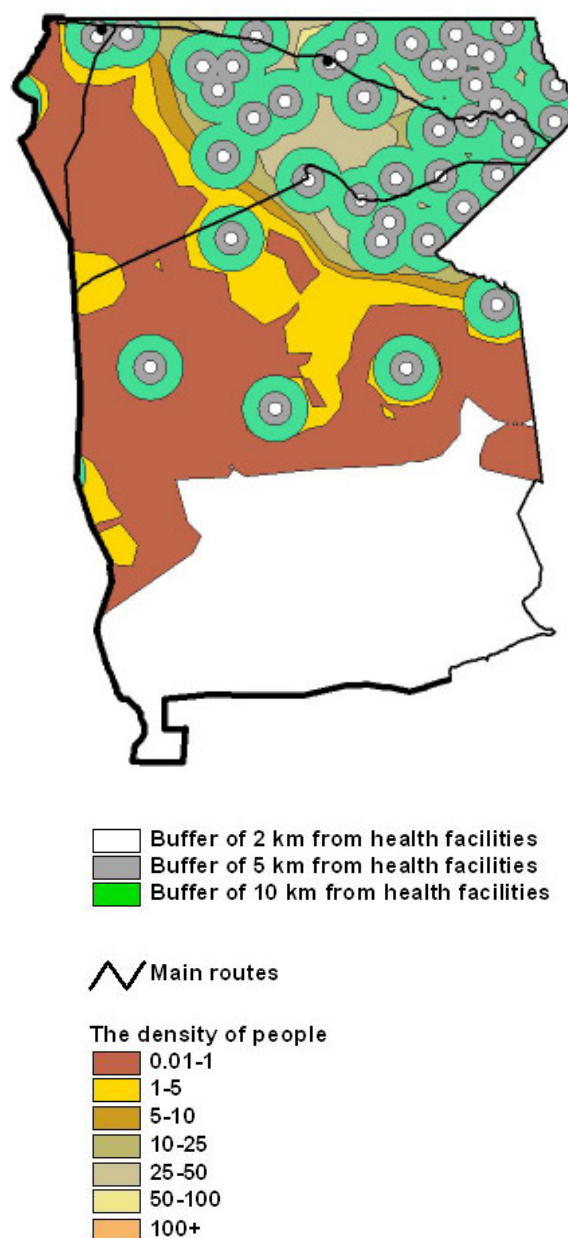 Buffer of 2 km from health facilities
Buffer of 5 km from health facilities
Buffer of 10 km from health facilities
Main routes
The density of people
0.01-1
1-5
5-10
10-25
25-50
50-100
100+